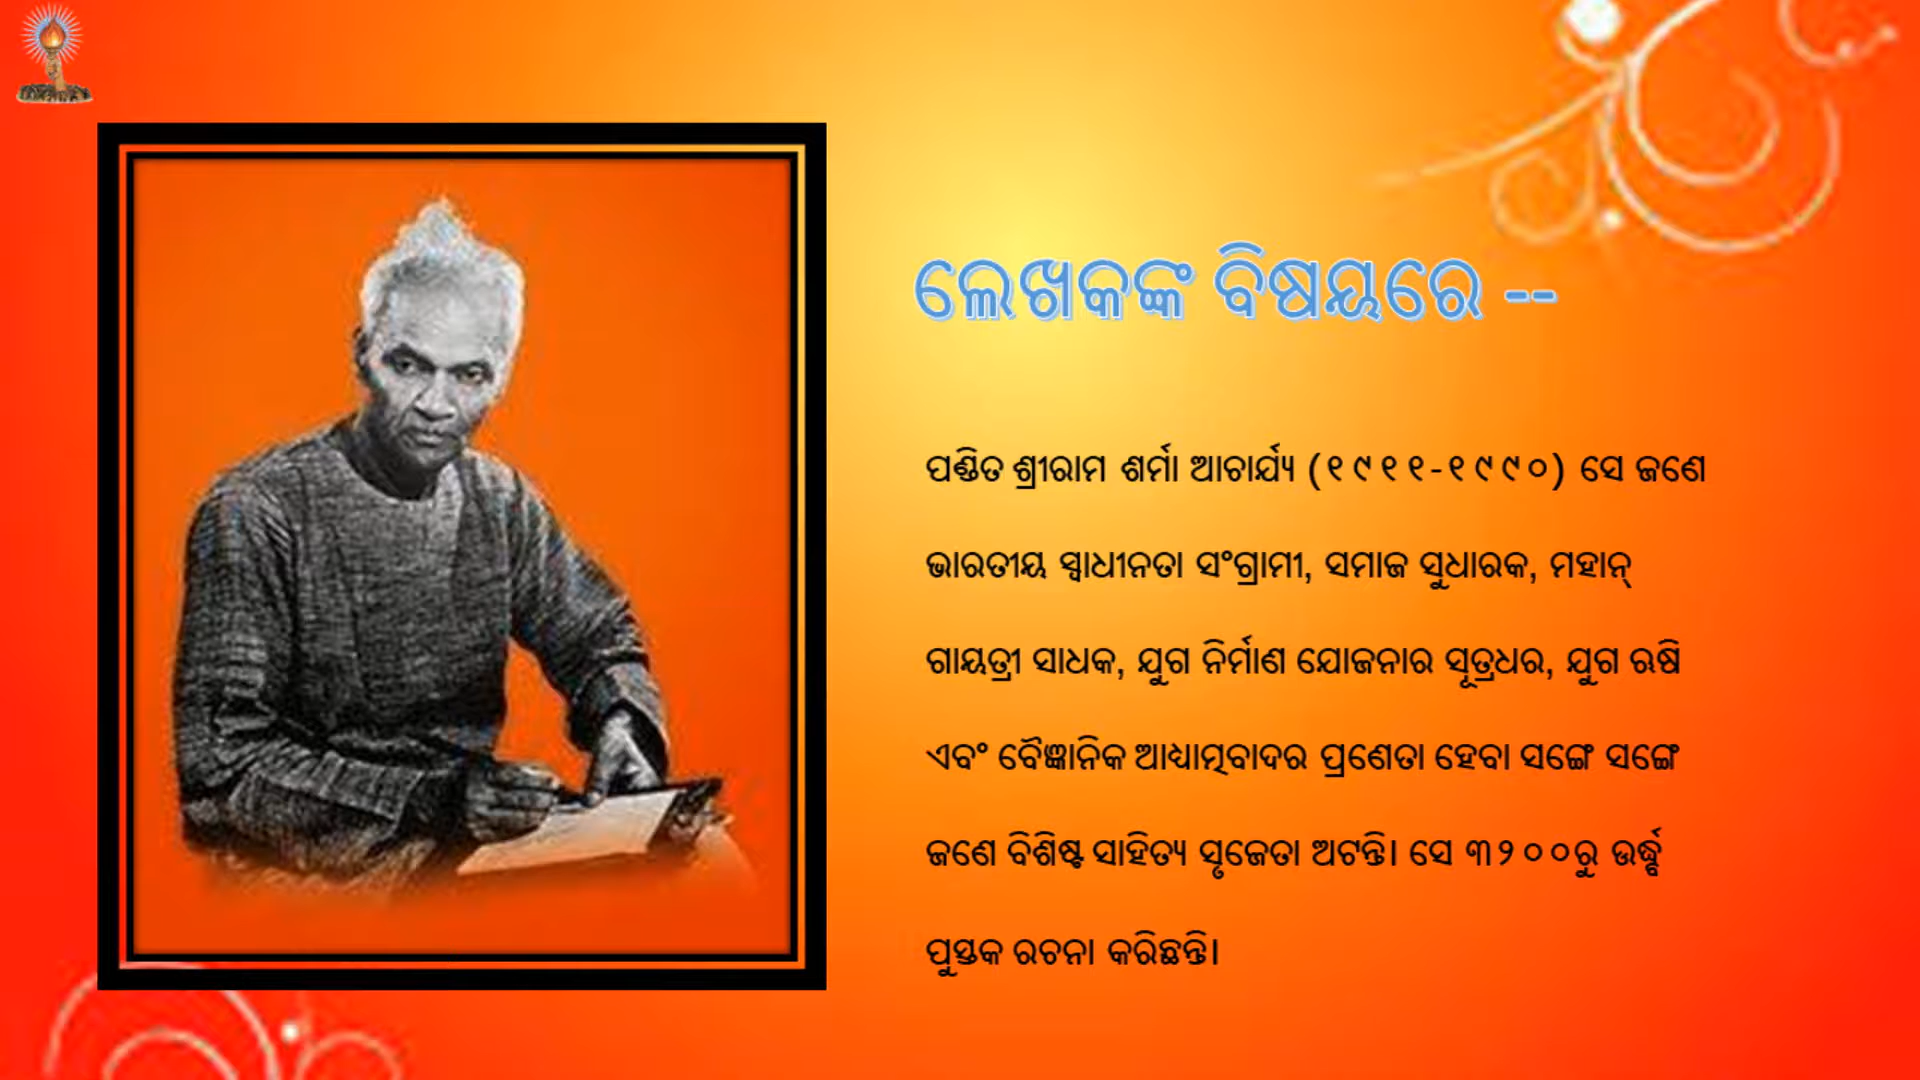 ଲେଖକଙ୍କ ବିଷୟରେ --
ପଣ୍ଡିତ ଶ୍ରୀରାମ ଶର୍ମା ଆଚାର୍ଯ୍ୟ (୧୯୧୧-୧୯୯୦) ସେ ଜଣେ
ଭାରତୀୟ ସ୍ୱାଧୀନତା ସଂଗ୍ରାମୀ, ସମାଜ ସୁଧାରକ, ମହାନ୍
ଗାୟତ୍ରୀ ସାଧକ, ଯୁଗ ନିର୍ମାଣ ଯୋଜନାର ସୂତ୍ରଧର, ଯୁଗ ଋଷି
ଏବଂ ବୈଜ୍ଞାନିକ ଆଧ୍ୟାତ୍ମବାଦର ପ୍ରଣେତା ହେବା ସଙ୍ଗେ ସଙ୍ଗେ
ଜଣେ ବିଶିଷ୍ଟ ସାହିତ୍ୟ ସୃଜେତା ଅଟନ୍ତି। ସେ ୩୨୦୦ରୁ ଉର୍ଦ୍ଧ୍ୱ
ପୁସ୍ତକ ରଚନା କରିଛନ୍ତି।